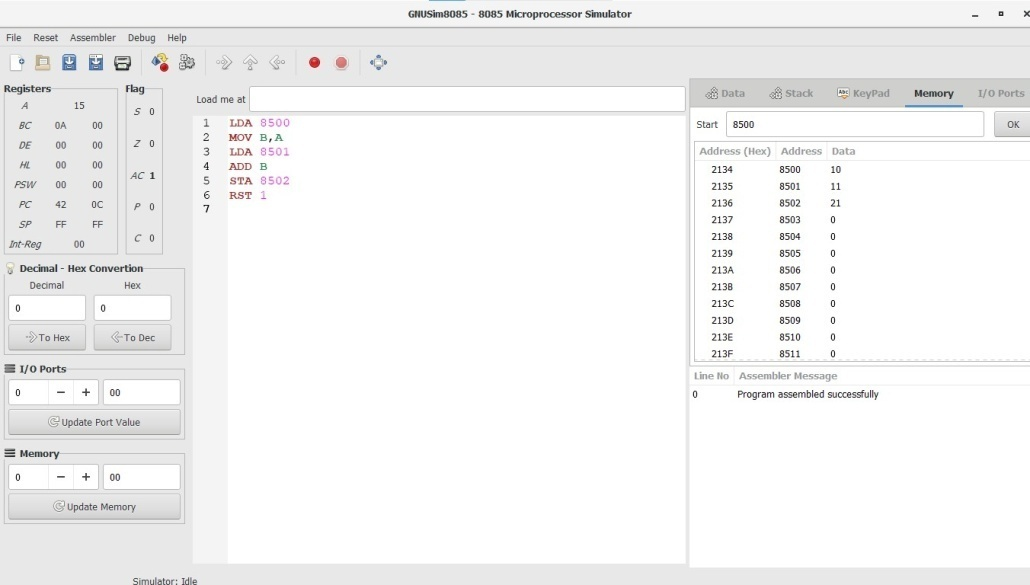 GNUSim8085 - 8085 Microprocessor Simulator
File Reset Assembler Debug Help
Registers
A 15
BC 0A 00
DE 00 00
HL 00 00
PSW 00 00
PC 42 0C
SP FF FF
Int-Reg 00
Flag
S 0
Z 0
AC 1
P 0
C 0
Decimal - Hex Convertion
Decimal Hex
0 0
To Hex To Dec
I/O Ports
0 − + 00
Update Port Value
Memory
0 − + 00
Update Memory
Load me at
1 LDA 8500
2 MOV B,A
3 LDA 8501
4 ADD B
5 STA 8502
6 RST 1
7
Data Stack Abc KeyPad Memory I/O Ports
Start 8500 OK
Address (Hex) Address Data
2134 8500 10
2135 8501 11
2136 8502 21
2137 8503 0
2138 8504 0
2139 8505 0
213A 8506 0
213B 8507 0
213C 8508 0
213D 8509 0
213E 8510 0
213F 8511 0
Line No Assembler Message
0 Program assembled successfully
Simulator: Idle